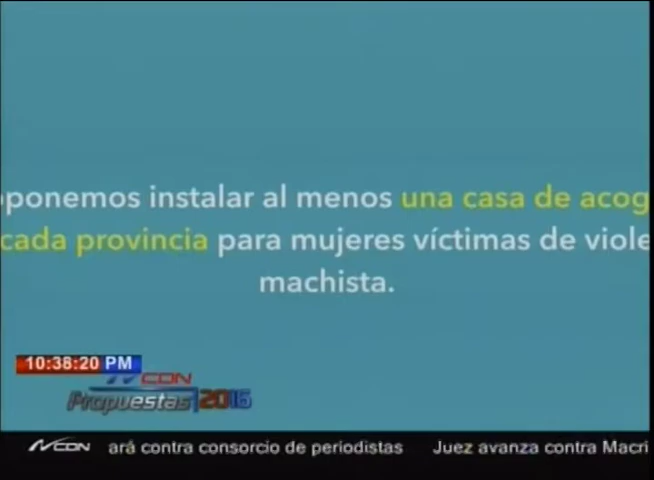 ponemos instalar al menos una casa de acog
cada provincia para mujeres víctimas de viole
machista.
10:38:20 PM
CDN
Propuestas 2016
CDN ará contra consorcio de periodistas Juez avanza contra Macri